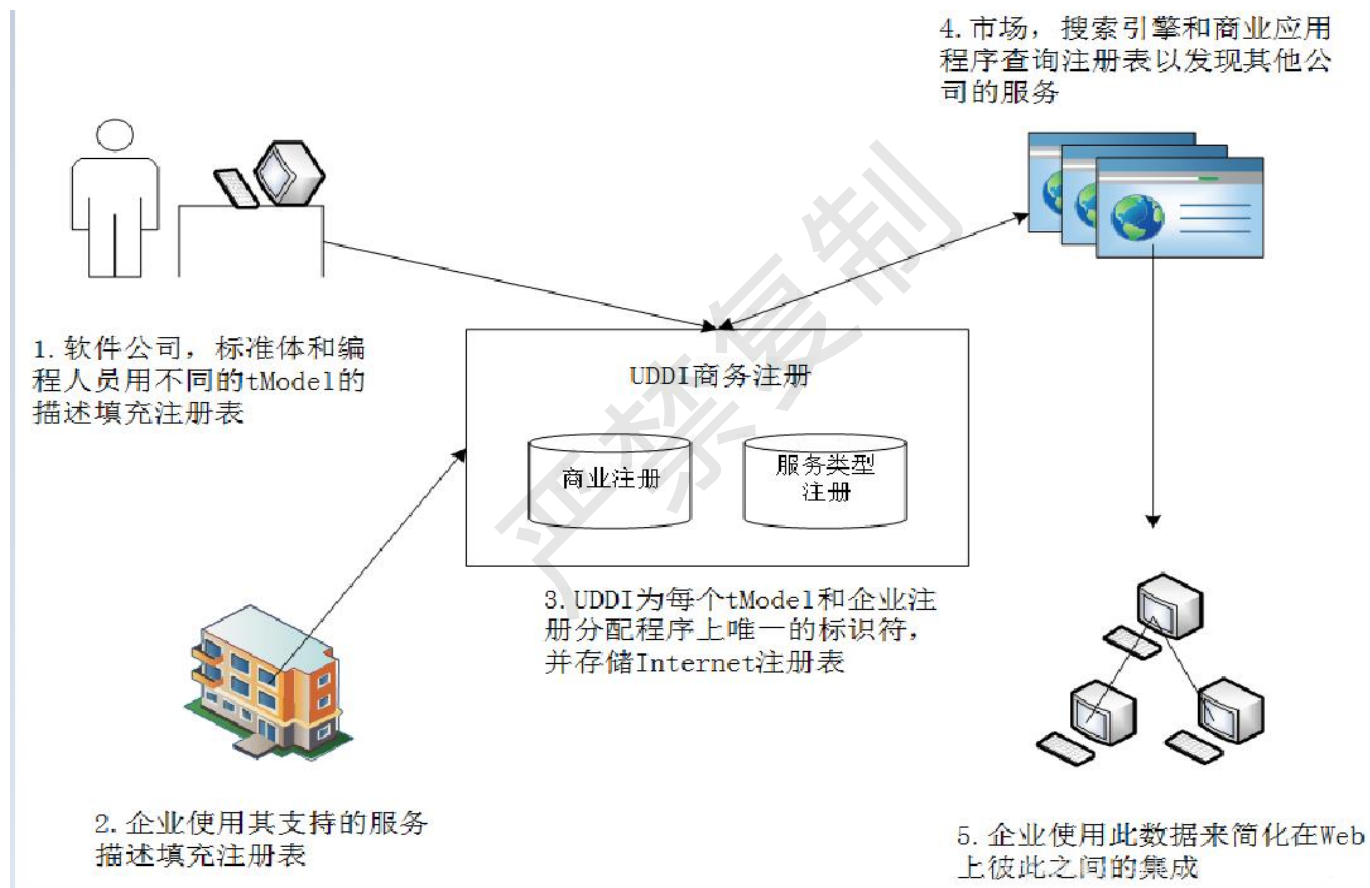 4.市场，搜索引擎和商业应用
程序查询注册表以发现其他公
司的服务
1.软件公司，标准体和编
程人员用不同的tModel的
描述填充注册表
UDDI商务注册
商业注册
服务类型
注册
严禁复制
3.UDDI为每个tModel和企业注
册分配程序上唯一的标识符，
并存储Internet注册表
2.企业使用其支持的服务
描述填充注册表
5.企业使用此数据来简化在Web
上彼此之间的集成